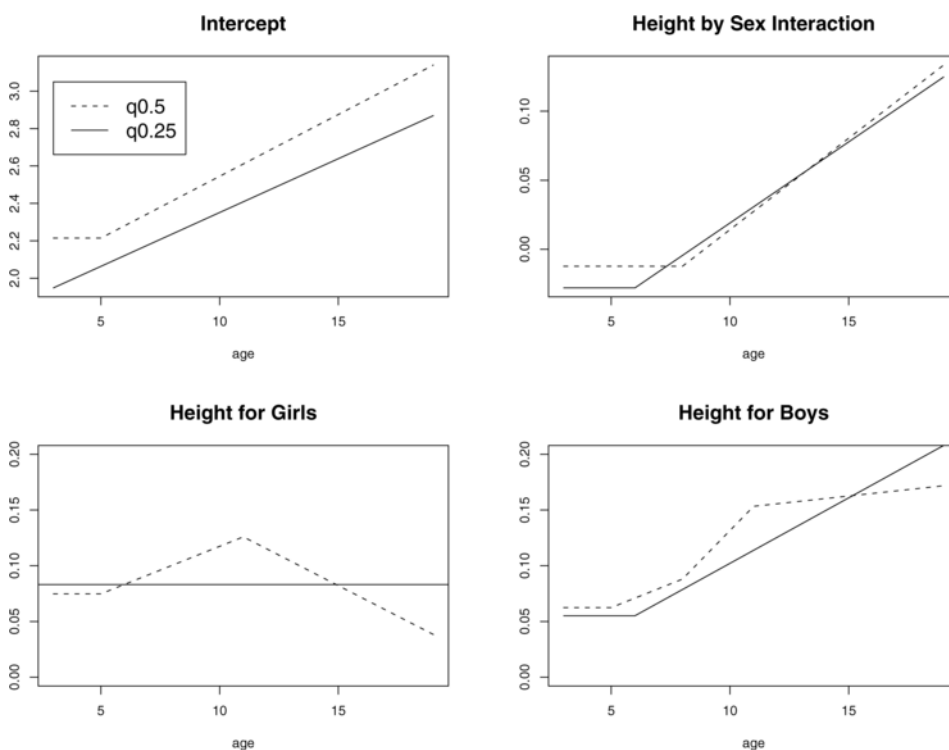 Intercept
q0.5
q0.25
2.0 2.2 2.4 2.6 2.8 3.0
5 10 15
age
Height by Sex Interaction
0.00 0.05 0.10
5 10 15
age
Height for Girls
0.00 0.05 0.10 0.15 0.20
5 10 15
age
Height for Boys
0.00 0.05 0.10 0.15 0.20
5 10 15
age